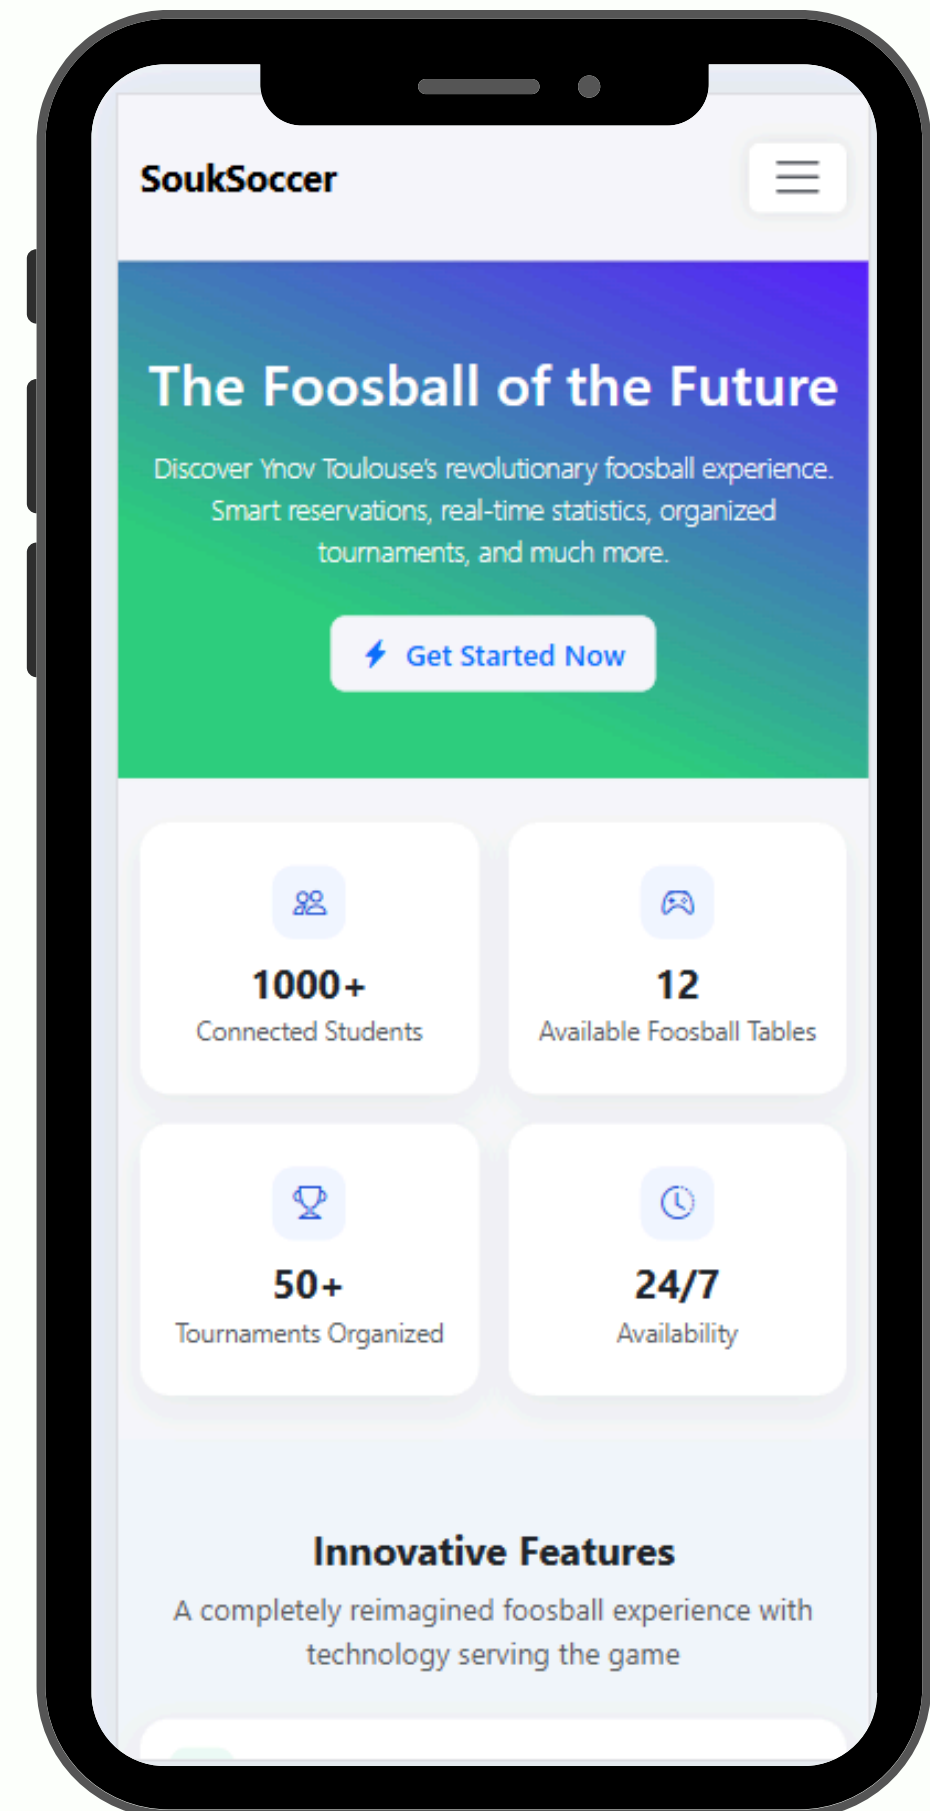 SoukSoccer
The Foosball of the Future
Discover Ynov Toulouse's revolutionary foosball experience.
Smart reservations, real-time statistics, organized
tournaments, and much more.
Get Started Now
1000+
Connected Students
12
Available Foosball Tables
50+
Tournaments Organized
24/7
Availability
Innovative Features
A completely reimagined foosball experience with
technology serving the game